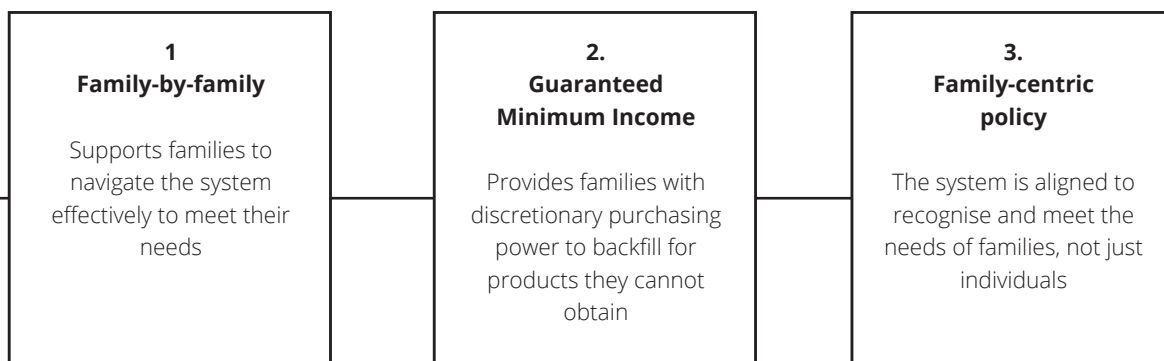 1
Family-by-family
Supports families to
navigate the system
effectively to meet their
needs
2.
Guaranteed
Minimum Income
Provides families with
discretionary purchasing
power to backfill for
products they cannot
obtain
3.
Family-centric
policy
The system is aligned to
recognise and meet the
needs of families, not just
individuals